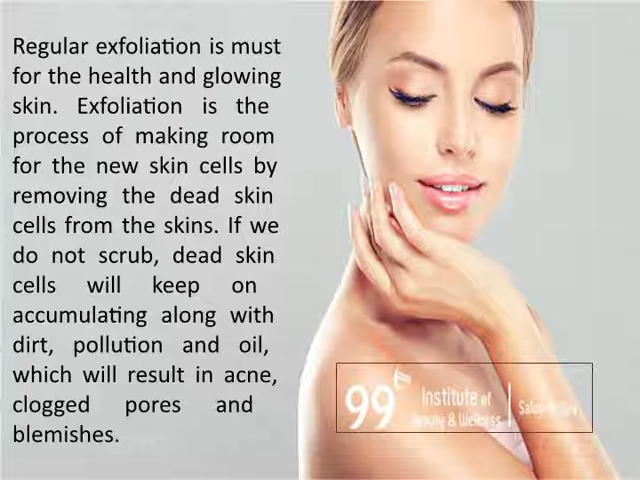 Regular exfoliation is must
for the health and glowing
skin. Exfoliation is the
process of making room
for the new skin cells by
removing the dead skin
cells from the skins. If we
do not scrub, dead skin
cells will keep on
accumulating along with
dirt, pollution and oil,
which will result in acne,
clogged pores and
blemishes.
99
Institute of
Beauty & Wellness